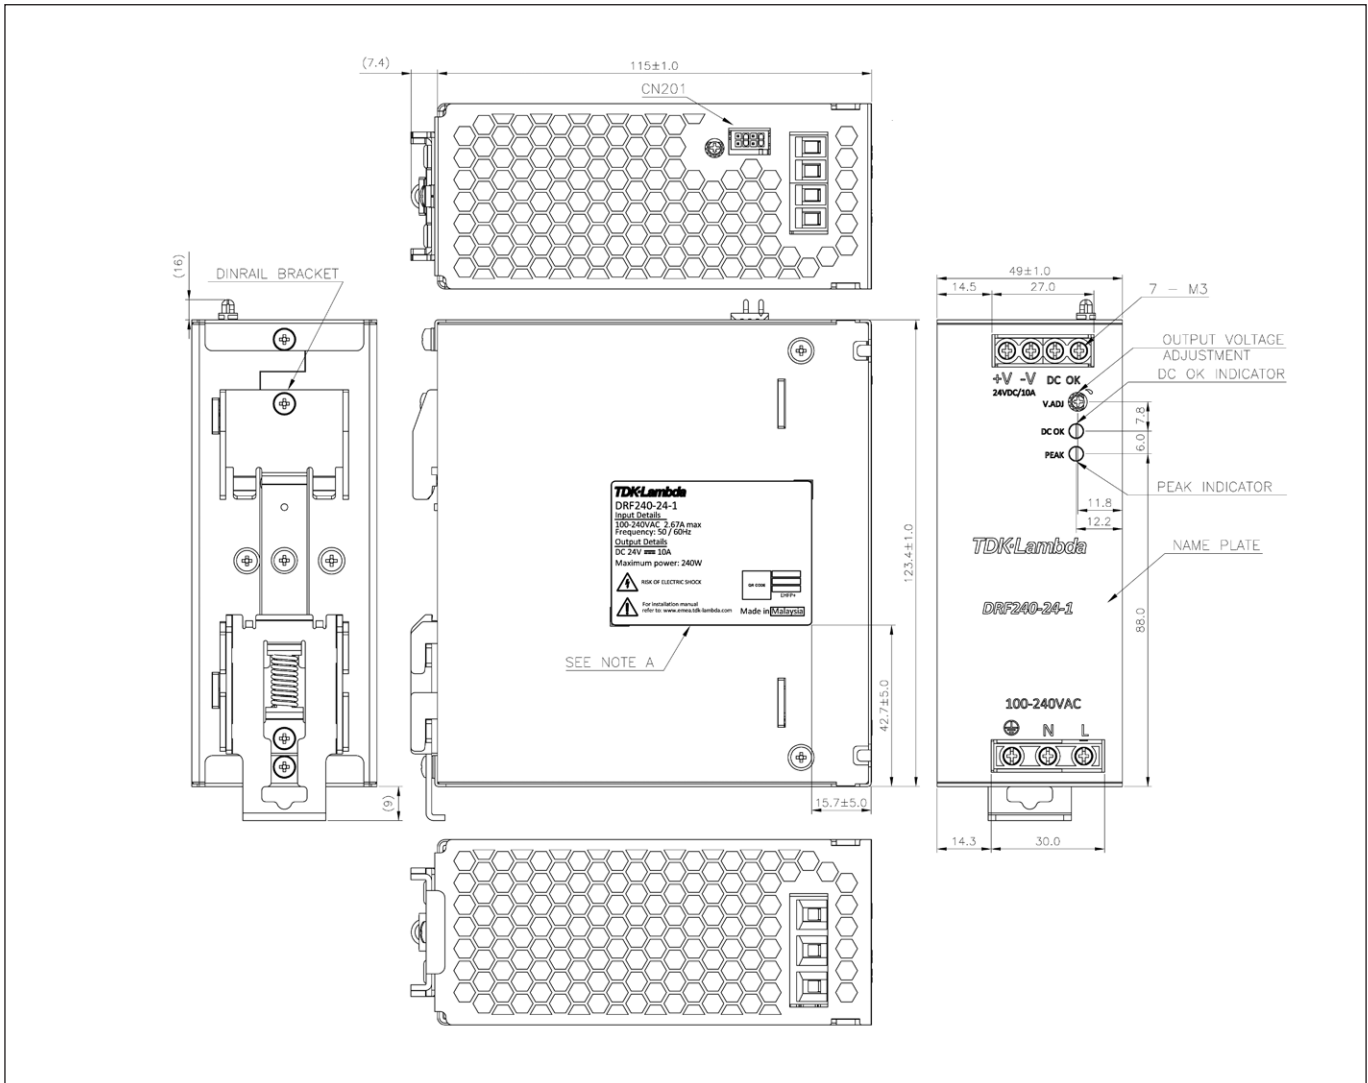 (7.4)
115±1.0
CN201
(16)
DINRAIL BRACKET
(9)
TDK-Lambda
DRF240-24-1
Input Details
100-240VAC 2.67A max
Frequency: 50 / 60Hz
Output Details
DC 24V ⎓ 10A
Maximum power: 240W
RISK OF ELECTRIC SHOCK
For installation manual
refer to: www.emea.tdk-lambda.com
QR CODE
Made in Malaysia
SEE NOTE A
123.4±1.0
42.7±5.0
15.7±5.0
49±1.0
14.5
27.0
7 - M3
OUTPUT VOLTAGE
ADJUSTMENT
DC OK INDICATOR
+V -V DC OK
24VDC/10A
V.ADJ
DC OK
PEAK
7.8
6.0
PEAK INDICATOR
11.8
12.2
TDK-Lambda
NAME PLATE
DRF240-24-1
88.0
100-240VAC
N L
14.3
30.0